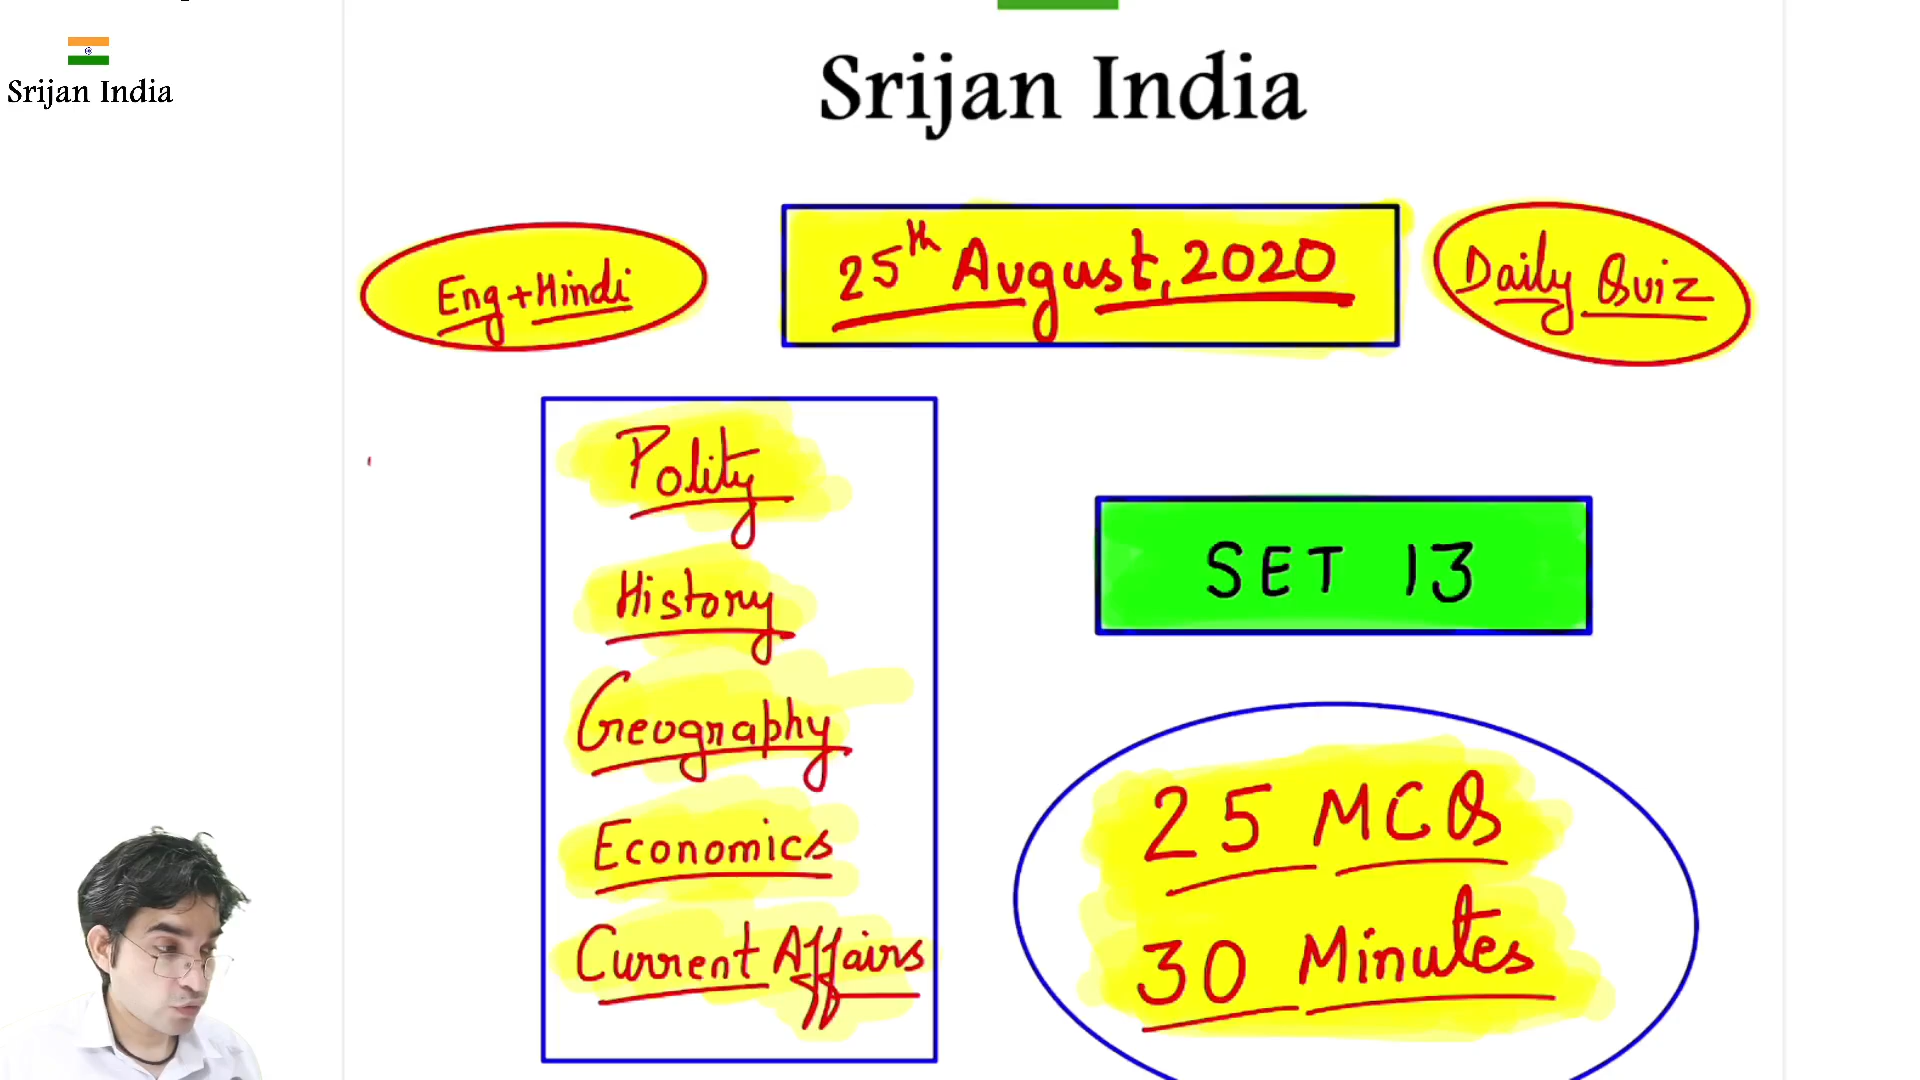 Srijan India
Srijan India
Eng + Hindi
25th August, 2020
Daily Quiz
Polity
History
Geography
Economics
Current Affairs
SET 13
25 MCQs
30 Minutes